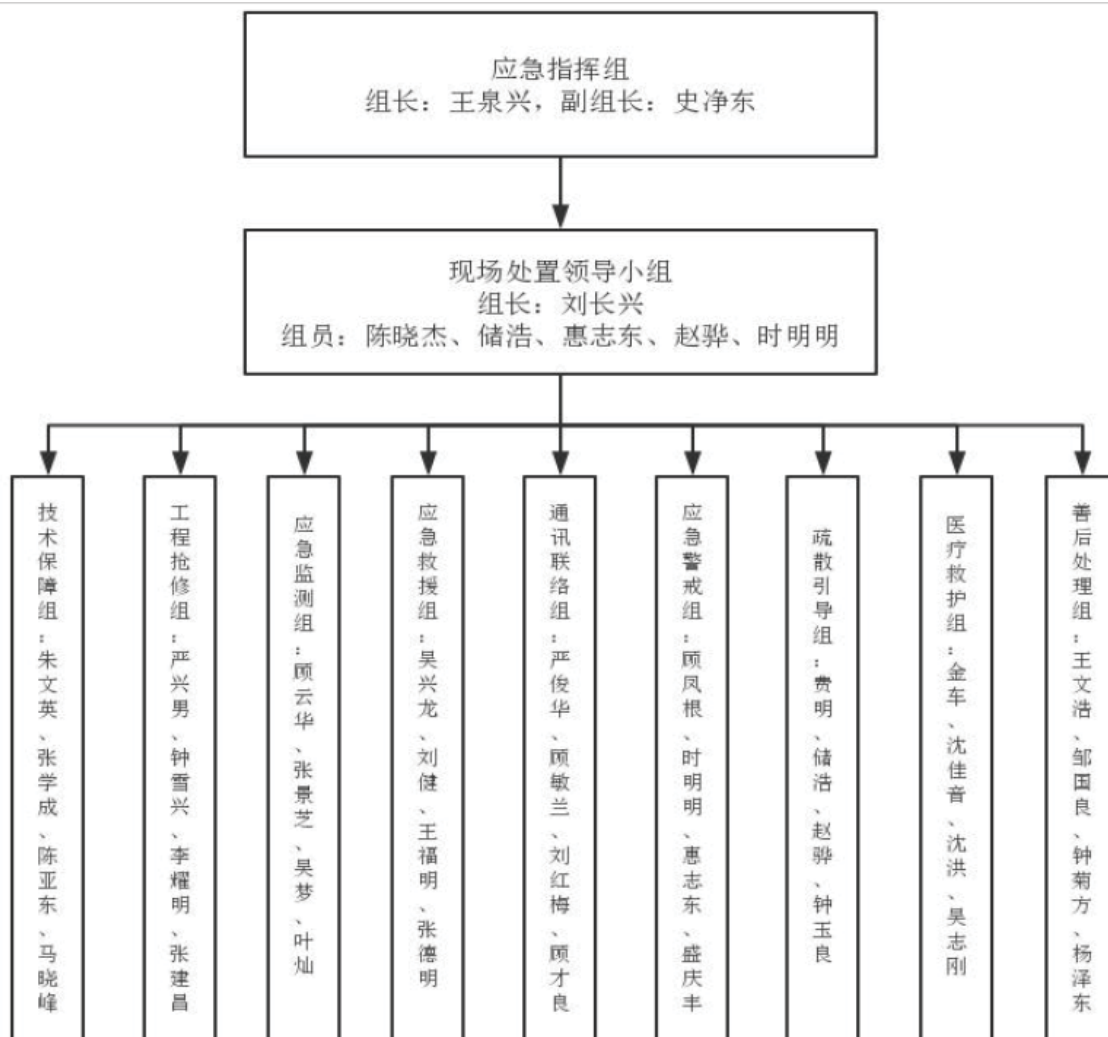 应急指挥组
组长：王泉兴，副组长：史净东
现场处置领导小组
组长：刘长兴
组员：陈晓杰、储浩、惠志东、赵骅、时明明
技术保障组：朱文英、张学成、陈亚东、马晓峰
工程抢修组：严兴男、钟雪兴、李耀明、张建昌
应急监测组：顾云华、张景芝、吴梦、叶灿
应急救援组：吴兴龙、刘健、王福明、张德明
通讯联络组：严俊华、顾敏兰、刘红梅、顾才良
应急警戒组：顾凤根、时明明、惠志东、盛庆丰
疏散引导组：费明、储浩、赵骅、钟玉良
医疗救护组：金车、沈佳音、沈洪、吴志刚
善后处理组：王文浩、邹国良、钟菊方、杨泽东